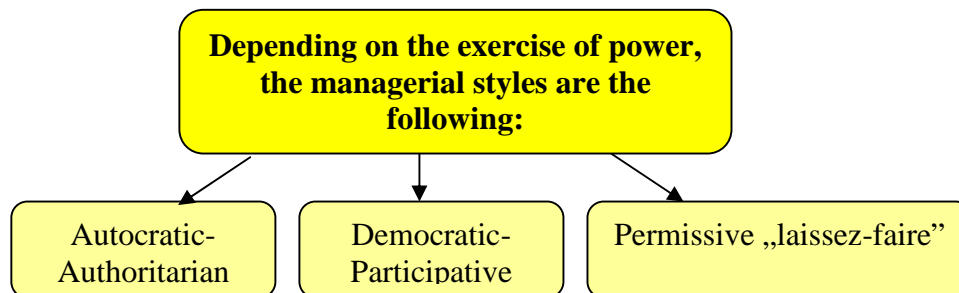 Depending on the exercise of power,
the managerial styles are the
following:
Autocratic-
Authoritarian
Democratic-
Participative
Permissive „laissez-faire”